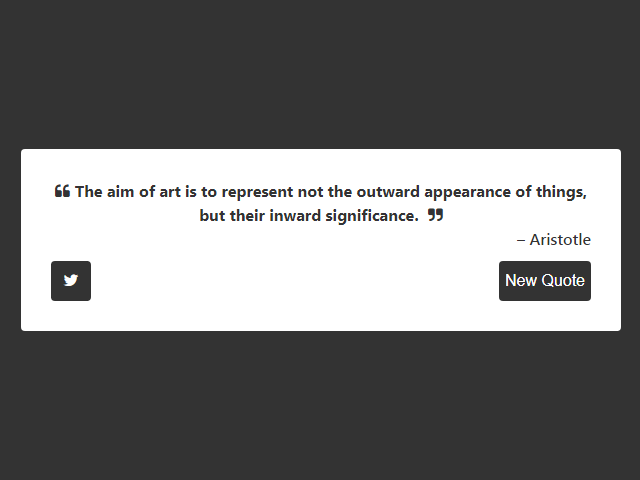 “ The aim of art is to represent not the outward appearance of things,
but their inward significance. ”
– Aristotle
New Quote